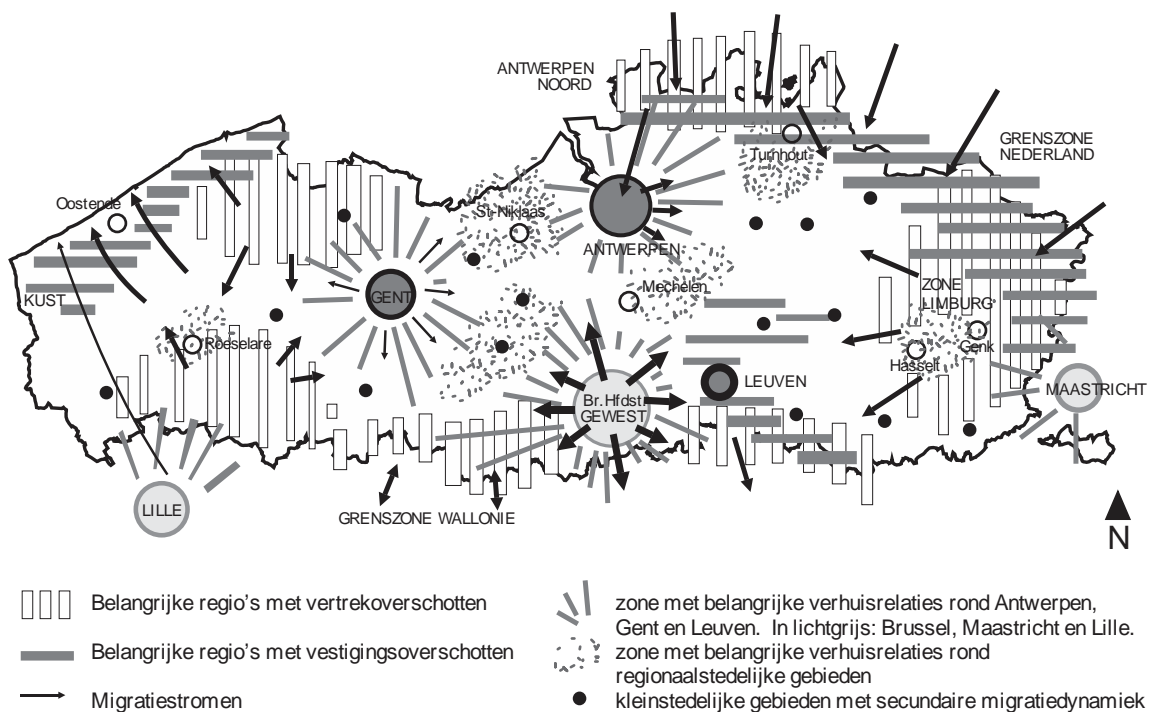 ANTWERPEN
NOORD
GRENSZONE
NEDERLAND
Turnhout
Oostende
St-Niklaas
ANTWERPEN
KUST
GENT
Mechelen
ZONE
LIMBURG
Roeselare
Genk
Hasselt
LEUVEN
MAASTRICHT
Br. Hfdst.
GEWEST
LILLE
GRENSZONE WALLONIE
N
Belangrijke regio's met vertrekoverschotten
Belangrijke regio's met vestigingsoverschotten
Migratiestromen
zone met belangrijke verhuisrelaties rond Antwerpen,
Gent en Leuven. In lichtgrijs: Brussel, Maastricht en Lille.
zone met belangrijke verhuisrelaties rond
regionaalstedelijke gebieden
kleinstedelijke gebieden met secundaire migratiedynamiek